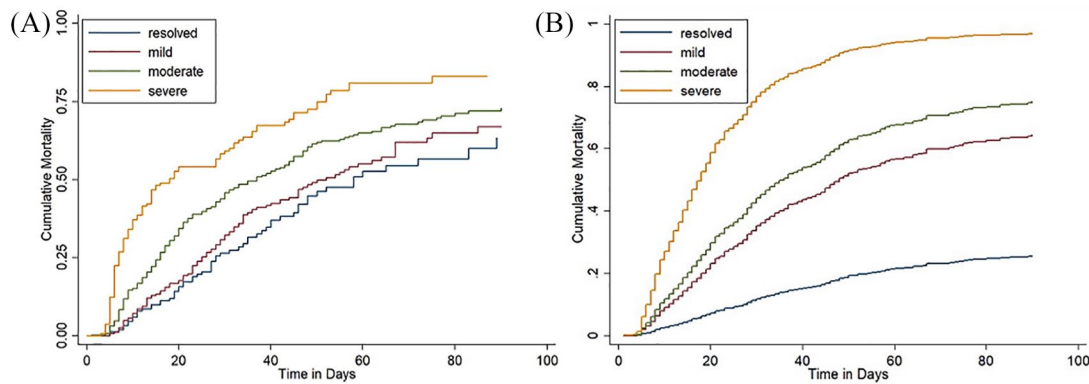 (A)
1.00
0.75
0.50
0.25
0.00
Cumulative Mortality
resolved
mild
moderate
severe
0 20 40 60 80 100
Time in Days
(B)
1
.8
.6
.4
.2
0
Cumulative Mortality
resolved
mild
moderate
severe
0 20 40 60 80 100
Time in Days